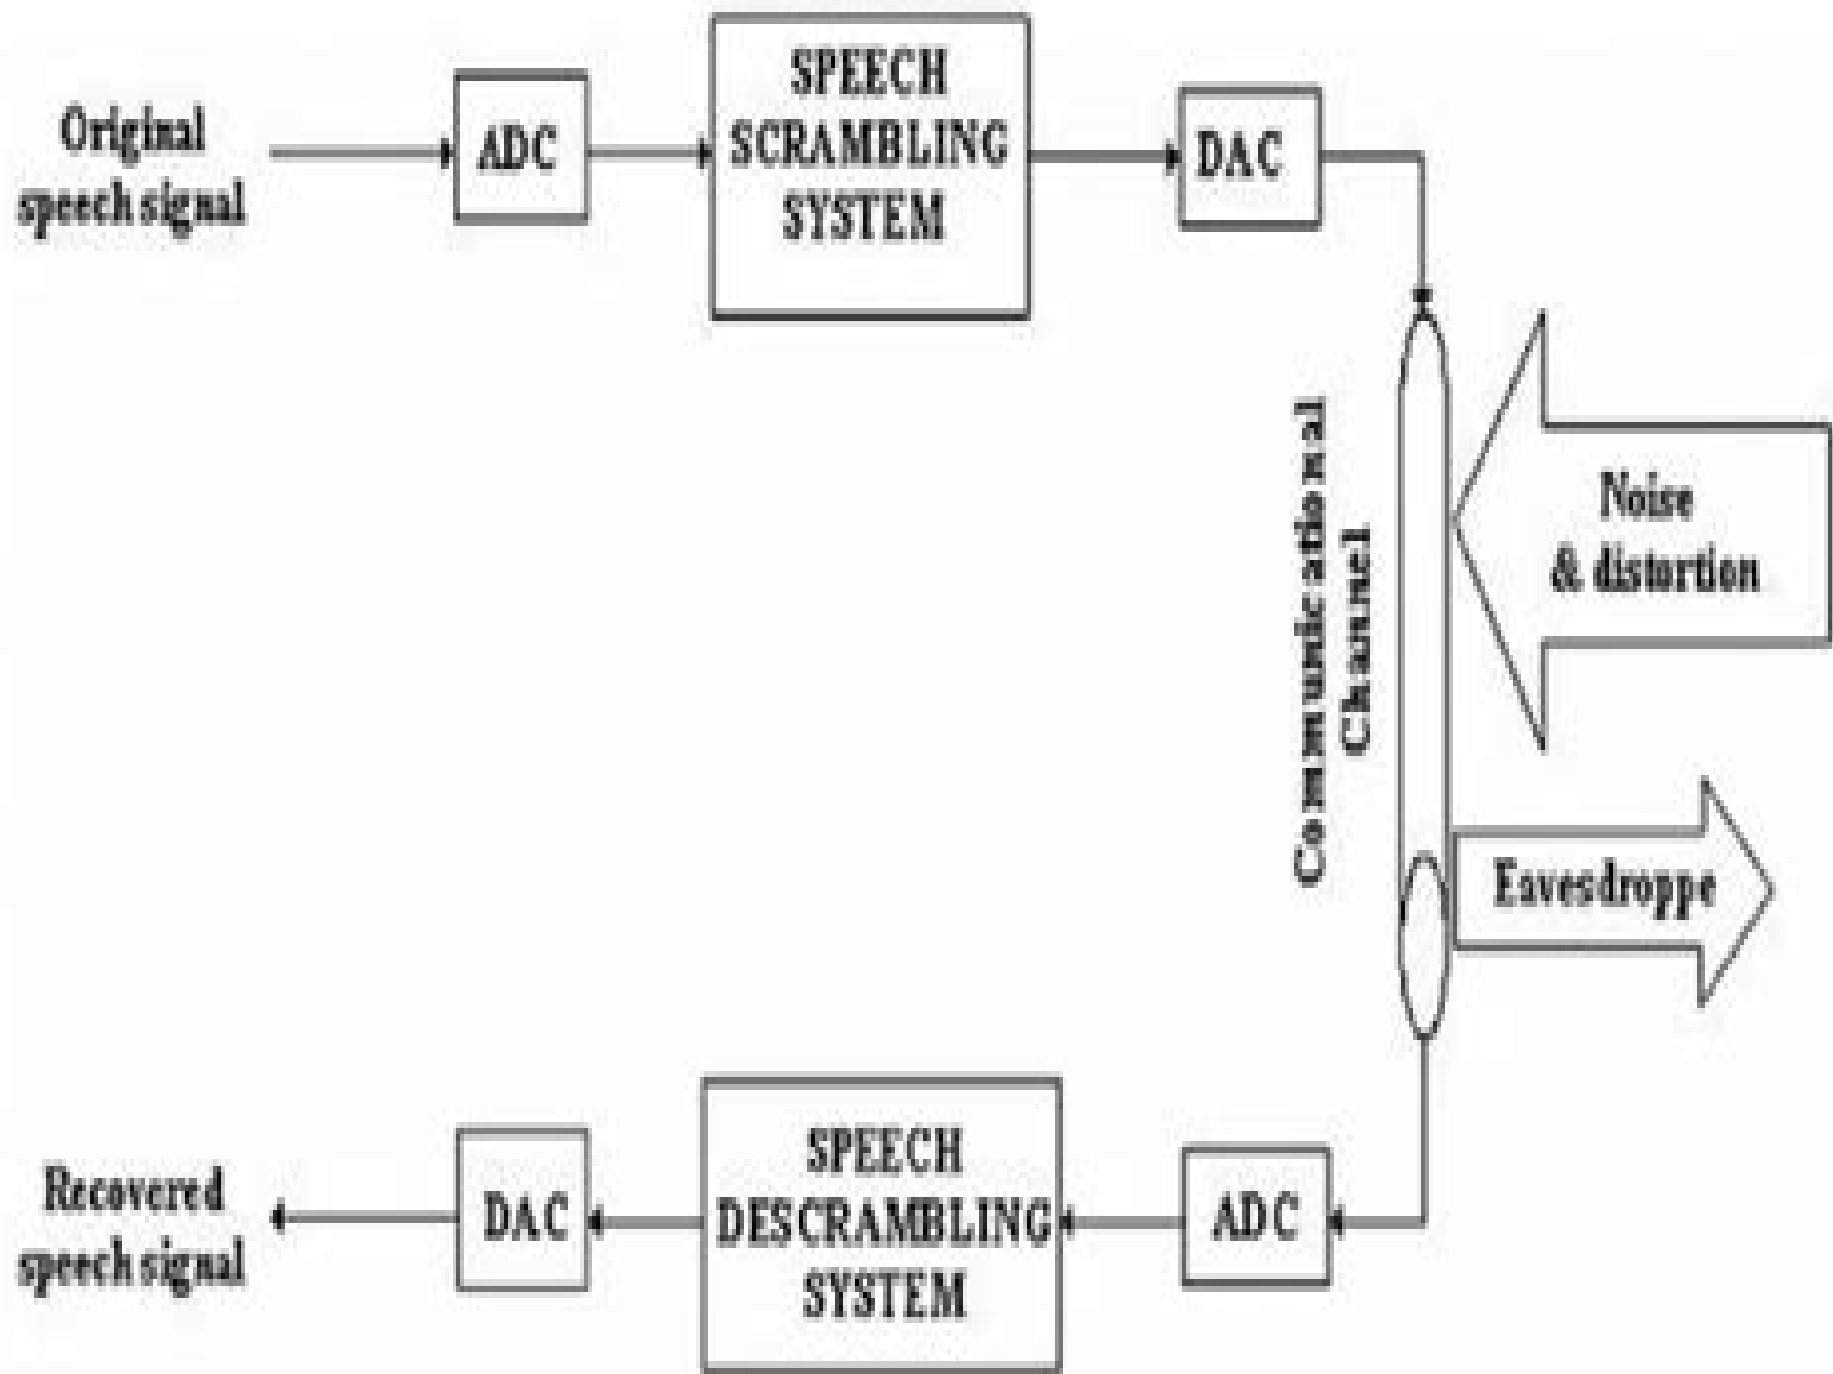 Original
speech signal
ADC
SPEECH
SCRAMBLING
SYSTEM
DAC
Communicational
Channel
Noise
& distortion
Eavesdroppe
Recovered
speech signal
DAC
SPEECH
DESCRAMBLING
SYSTEM
ADC